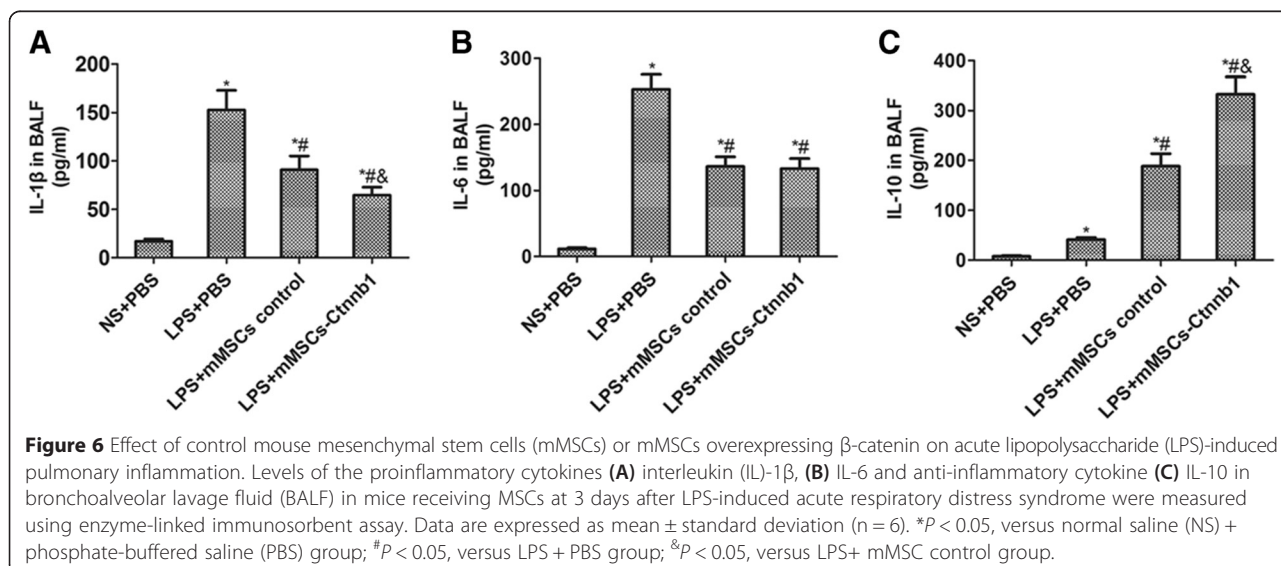 A
IL-1β in BALF
(pg/ml)
200
150
100
50
0
*
*#
*#&
NS+PBS
LPS+PBS
LPS+mMSCs control
LPS+mMSCs-Ctnnb1
B
IL-6 in BALF
(pg/ml)
300
200
100
0
*
*#
*#
NS+PBS
LPS+PBS
LPS+mMSCs control
LPS+mMSCs-Ctnnb1
C
IL-10 in BALF
(pg/ml)
400
300
200
100
0
*
*#
*#&
NS+PBS
LPS+PBS
LPS+mMSCs control
LPS+mMSCs-Ctnnb1
Figure 6 Effect of control mouse mesenchymal stem cells (mMSCs) or mMSCs overexpressing β-catenin on acute lipopolysaccharide (LPS)-induced
pulmonary inflammation. Levels of the proinflammatory cytokines (A) interleukin (IL)-1β, (B) IL-6 and anti-inflammatory cytokine (C) IL-10 in
bronchoalveolar lavage fluid (BALF) in mice receiving MSCs at 3 days after LPS-induced acute respiratory distress syndrome were measured
using enzyme-linked immunosorbent assay. Data are expressed as mean ± standard deviation (n = 6). *P < 0.05, versus normal saline (NS) +
phosphate-buffered saline (PBS) group; #P < 0.05, versus LPS + PBS group; &P < 0.05, versus LPS+ mMSC control group.